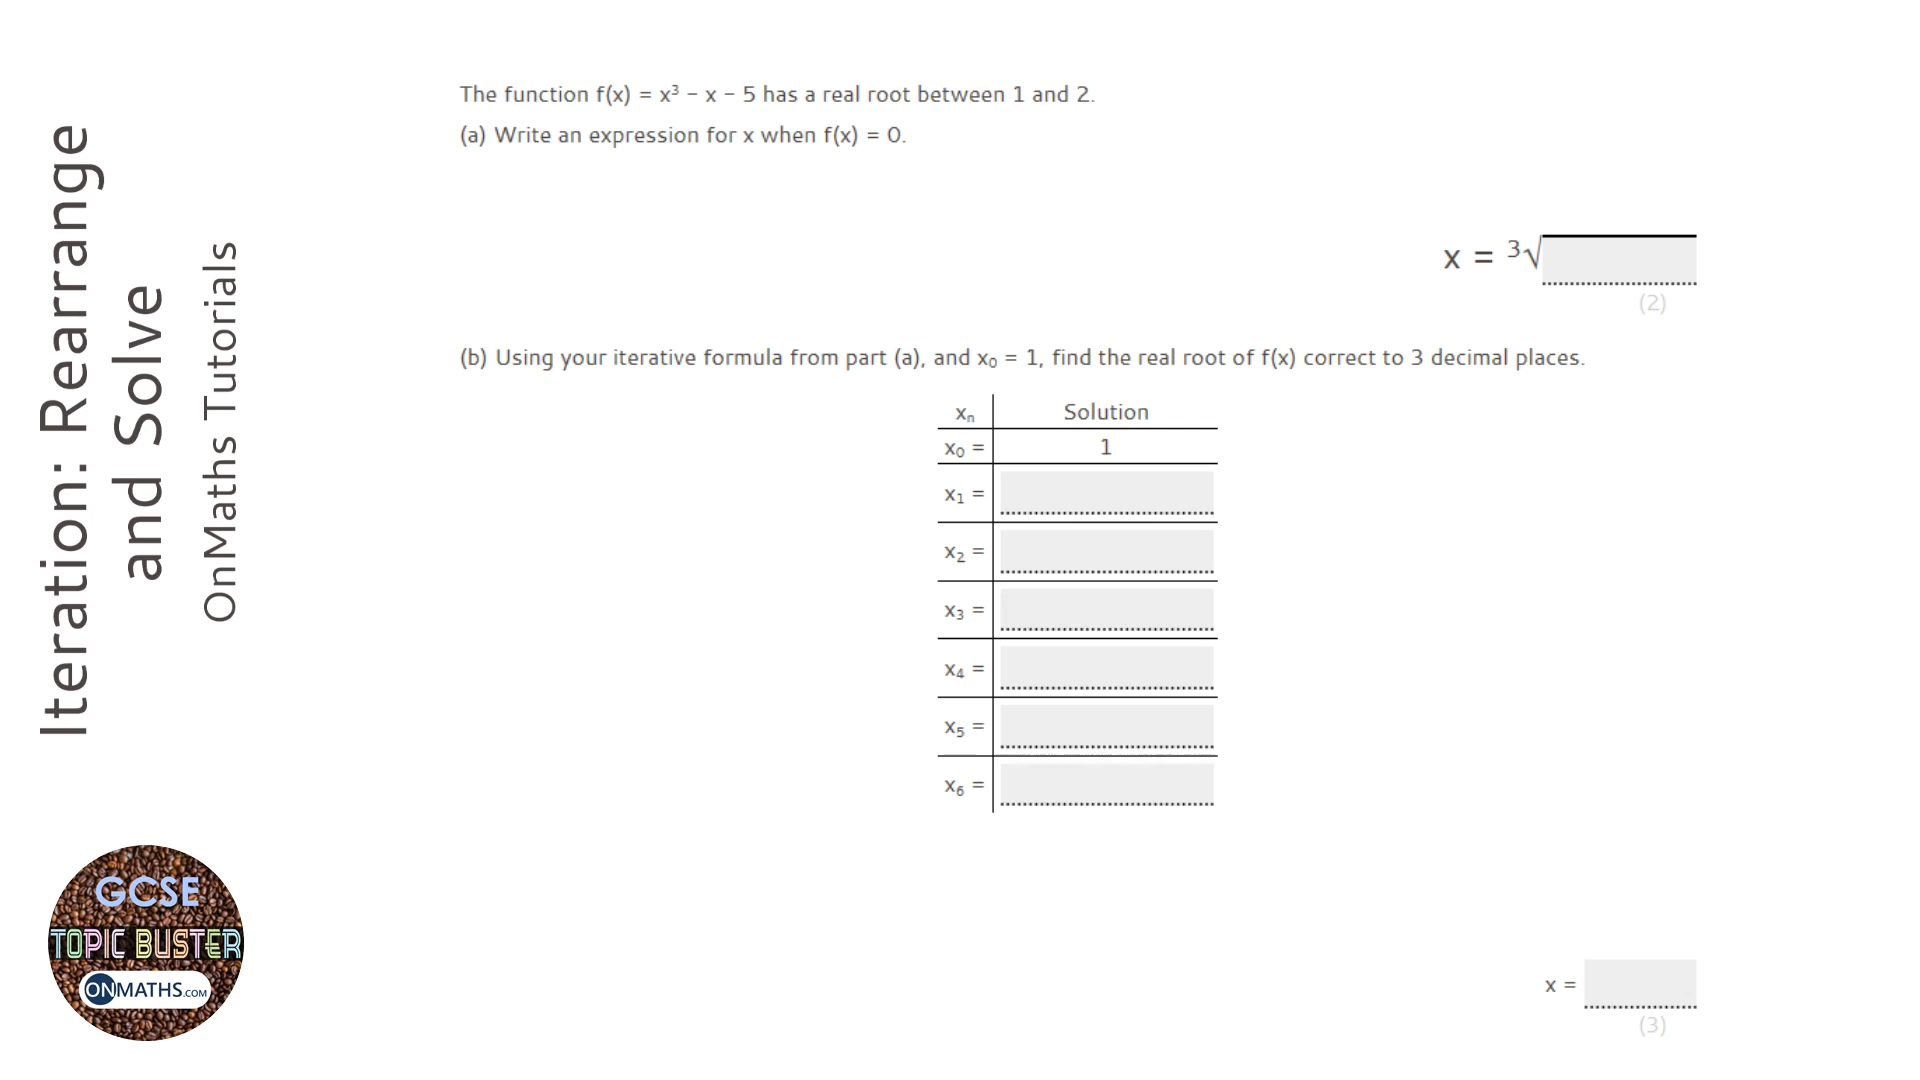 Iteration: Rearrange
and Solve
OnMaths Tutorials
The function f(x) = x³ − x − 5 has a real root between 1 and 2.
(a) Write an expression for x when f(x) = 0.
x = ³√
(2)
(b) Using your iterative formula from part (a), and x₀ = 1, find the real root of f(x) correct to 3 decimal places.
xₙ Solution
x₀ = 1
x₁ =
x₂ =
x₃ =
x₄ =
x₅ =
x₆ =
x =
(3)
GCSE
TOPIC BUSTER
ONMATHS.COM